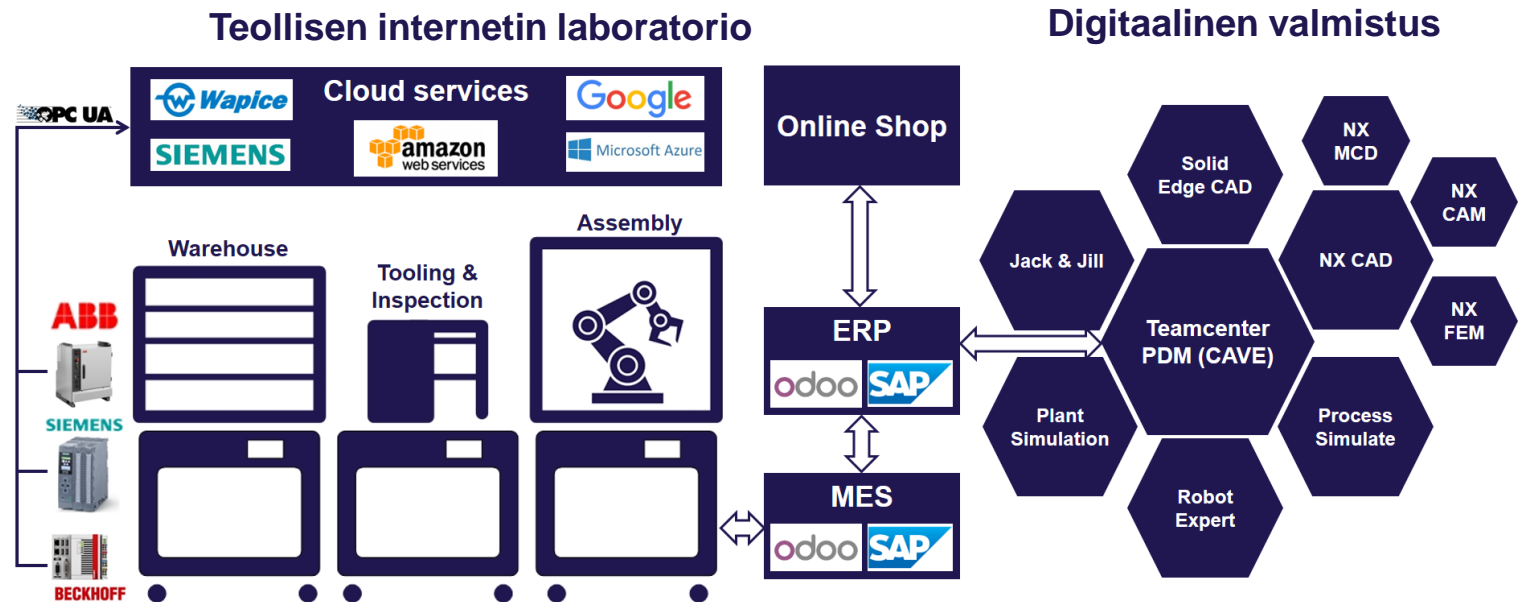 Teollisen internetin laboratorio
Digitaalinen valmistus
OPC UA
Wapice
Cloud services
Google
SIEMENS
amazon
web services
Microsoft Azure
Online Shop
Warehouse
Tooling &
Inspection
Assembly
ABB
SIEMENS
BECKHOFF
ERP
odoo
SAP
MES
odoo
SAP
Solid
Edge CAD
NX
MCD
NX
CAM
Jack & Jill
NX CAD
NX
FEM
Teamcenter
PDM (CAVE)
Plant
Simulation
Process
Simulate
Robot
Expert